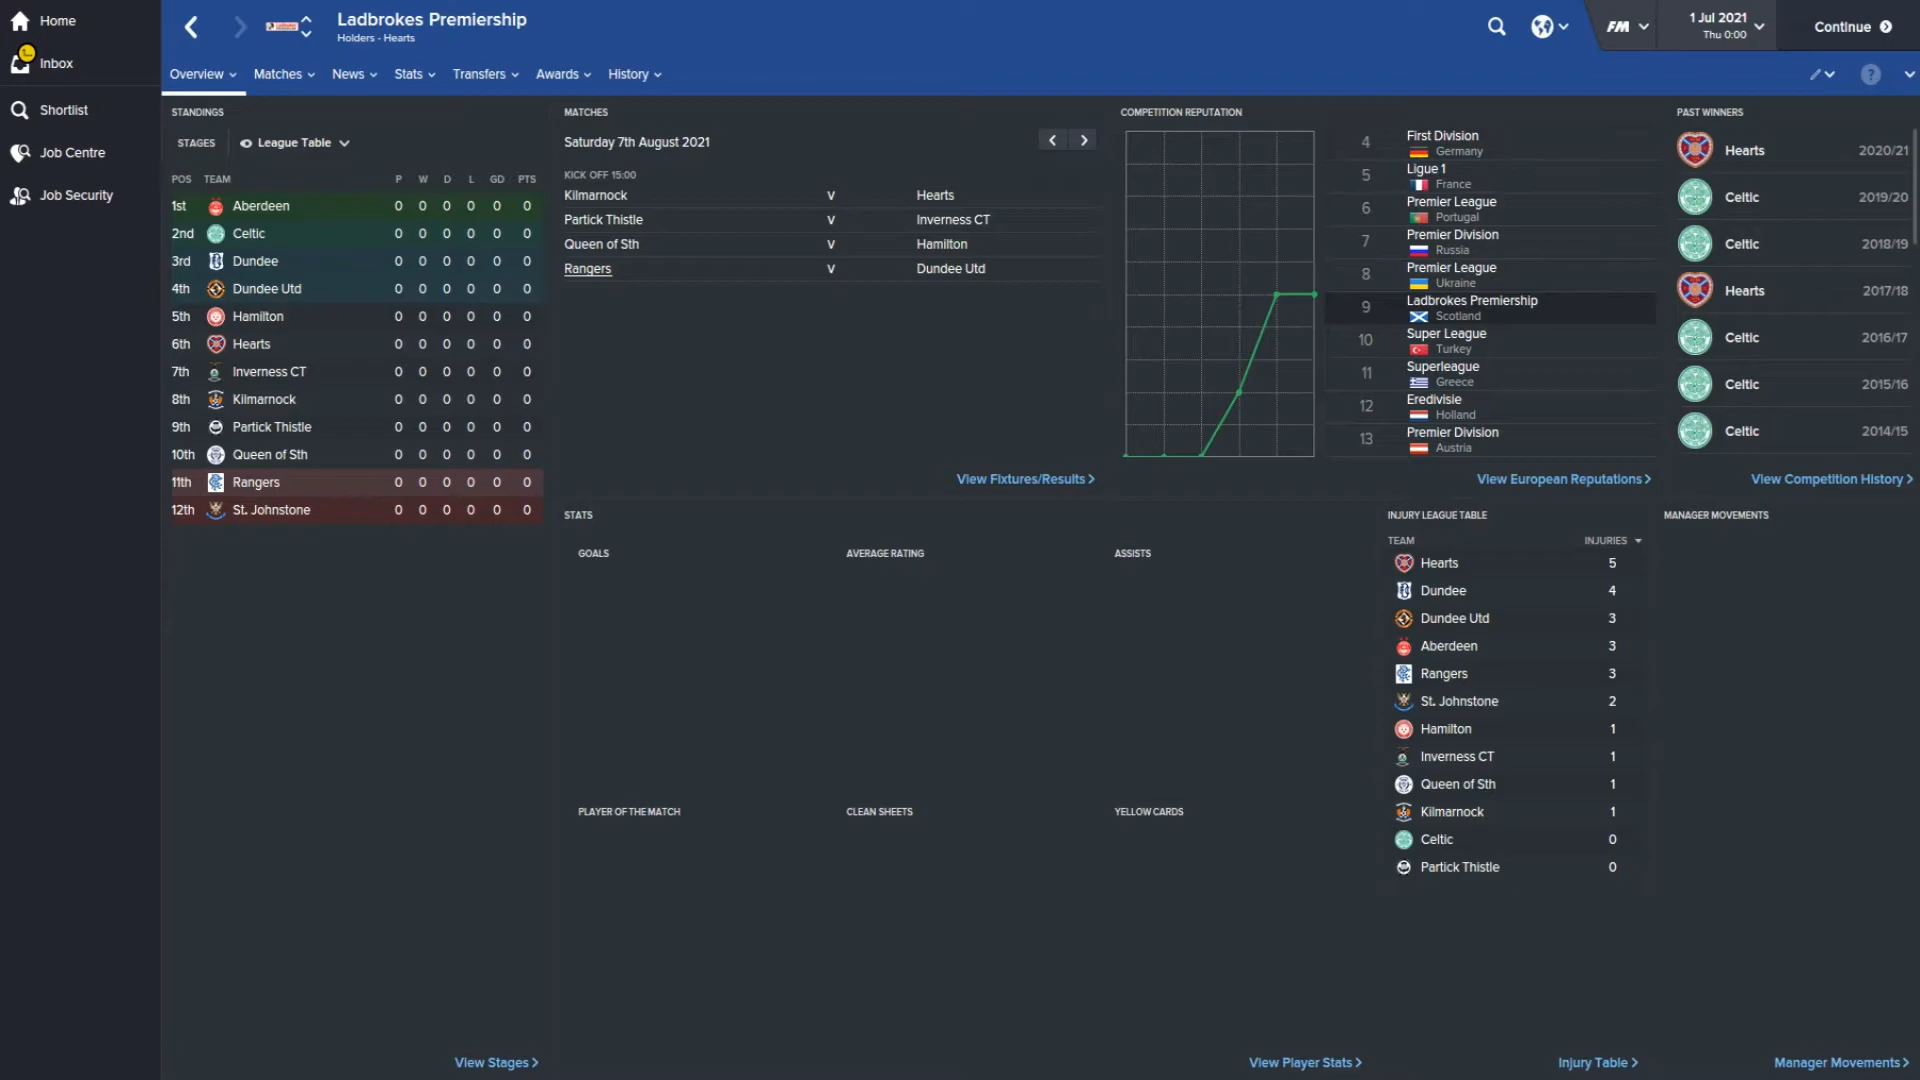 Home
Inbox
Shortlist
Job Centre
Job Security
Ladbrokes Premiership
Holders - Hearts
FM
1 Jul 2021
Thu 0:00
Continue
Overview Matches News Stats Transfers Awards History
?
STANDINGS
STAGES League Table
POS TEAM P W D L GD PTS
1st Aberdeen 0 0 0 0 0 0
2nd Celtic 0 0 0 0 0 0
3rd Dundee 0 0 0 0 0 0
4th Dundee Utd 0 0 0 0 0 0
5th Hamilton 0 0 0 0 0 0
6th Hearts 0 0 0 0 0 0
7th Inverness CT 0 0 0 0 0 0
8th Kilmarnock 0 0 0 0 0 0
9th Partick Thistle 0 0 0 0 0 0
10th Queen of Sth 0 0 0 0 0 0
11th Rangers 0 0 0 0 0 0
12th St. Johnstone 0 0 0 0 0 0
View Stages >
MATCHES
Saturday 7th August 2021
KICK OFF 15:00
Kilmarnock V Hearts
Partick Thistle V Inverness CT
Queen of Sth V Hamilton
Rangers V Dundee Utd
View Fixtures/Results >
COMPETITION REPUTATION
4 First Division
Germany
5 Ligue 1
France
6 Premier League
Portugal
7 Premier Division
Russia
8 Premier League
Ukraine
9 Ladbrokes Premiership
Scotland
10 Super League
Turkey
11 Superleague
Greece
12 Eredivisie
Holland
13 Premier Division
Austria
View European Reputations >
PAST WINNERS
Hearts 2020/21
Celtic 2019/20
Celtic 2018/19
Hearts 2017/18
Celtic 2016/17
Celtic 2015/16
Celtic 2014/15
View Competition History >
STATS
GOALS AVERAGE RATING ASSISTS
PLAYER OF THE MATCH CLEAN SHEETS YELLOW CARDS
View Player Stats >
INJURY LEAGUE TABLE
TEAM INJURIES
Hearts 5
Dundee 4
Dundee Utd 3
Aberdeen 3
Rangers 3
St. Johnstone 2
Hamilton 1
Inverness CT 1
Queen of Sth 1
Kilmarnock 1
Celtic 0
Partick Thistle 0
Injury Table >
MANAGER MOVEMENTS
Manager Movements >